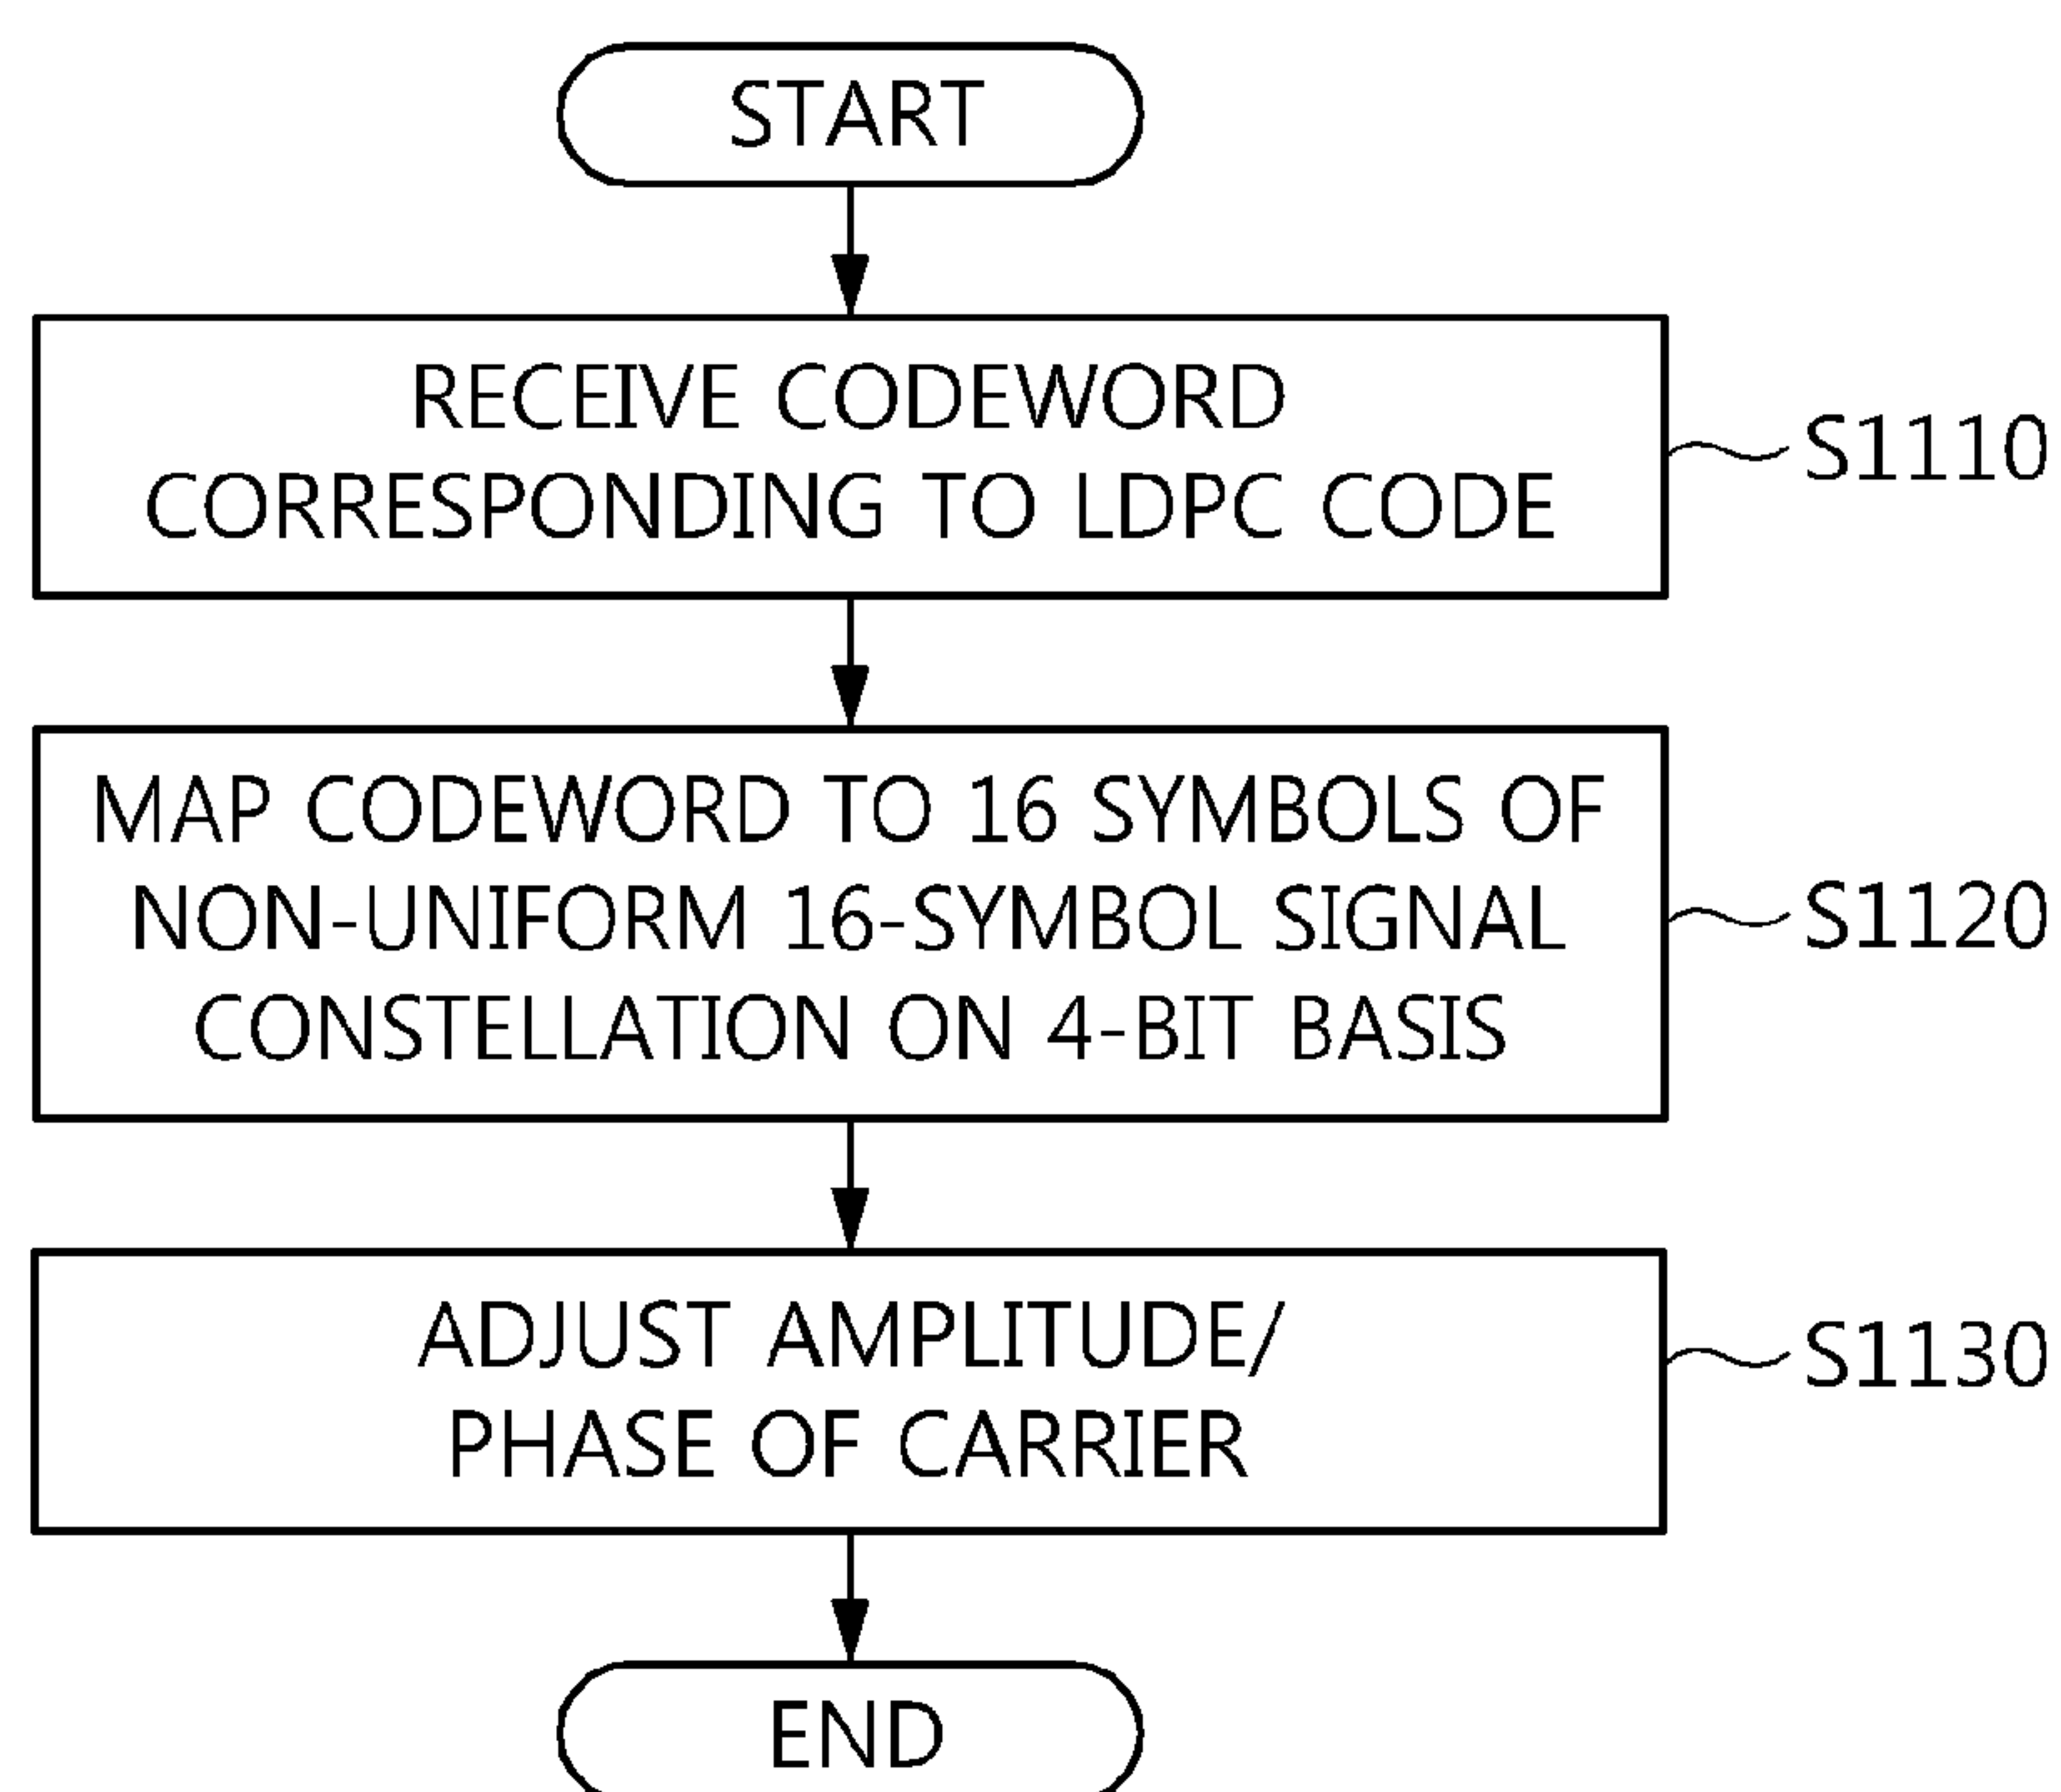 START
RECEIVE CODEWORD
CORRESPONDING TO LDPC CODE
S1110
MAP CODEWORD TO 16 SYMBOLS OF
NON-UNIFORM 16-SYMBOL SIGNAL
CONSTELLATION ON 4-BIT BASIS
S1120
ADJUST AMPLITUDE/
PHASE OF CARRIER
S1130
END